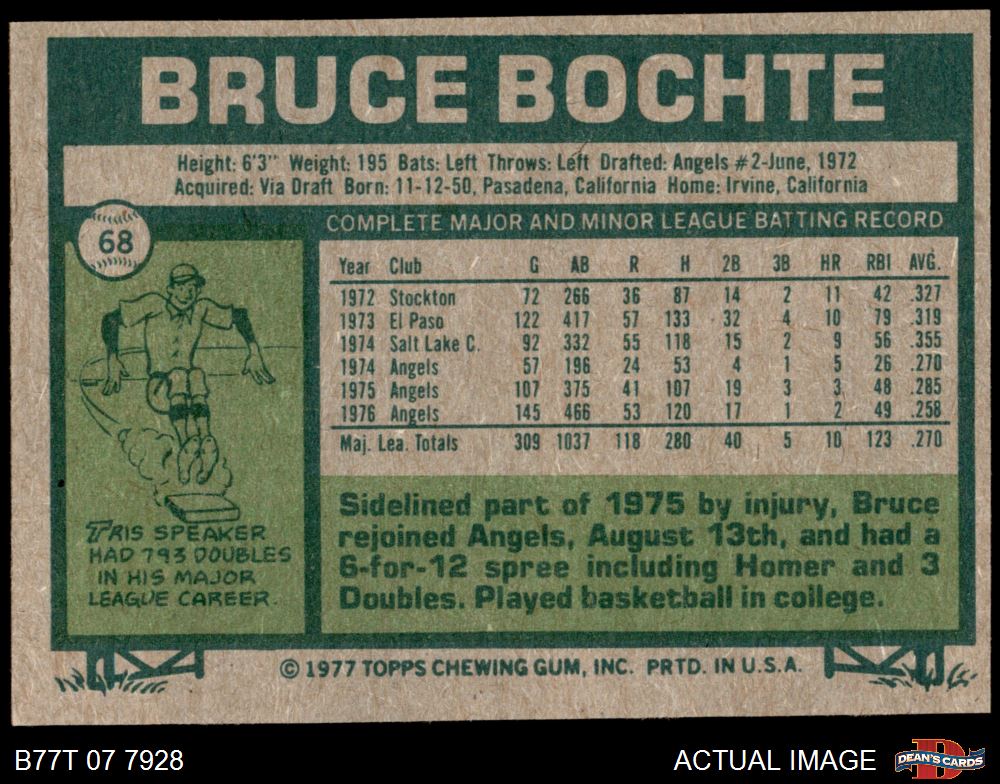 BRUCE BOCHTE
Height: 6'3" Weight: 195 Bats: Left Throws: Left Drafted: Angels #2-June, 1972
Acquired: Via Draft Born: 11-12-50, Pasadena, California Home: Irvine, California
68
COMPLETE MAJOR AND MINOR LEAGUE BATTING RECORD
Year Club G AB R H 2B 3B HR RBI AVG.
1972 Stockton 72 266 36 87 14 2 11 42 .327
1973 El Paso 122 417 57 133 32 4 10 79 .319
1974 Salt Lake C. 92 332 55 118 15 2 9 56 .355
1974 Angels 57 196 24 53 4 1 5 26 .270
1975 Angels 107 375 41 107 19 3 3 48 .285
1976 Angels 145 466 53 120 17 1 2 49 .258
Maj. Lea. Totals 309 1037 118 280 40 5 10 123 .270
TRIS SPEAKER
HAD 793 DOUBLES
IN HIS MAJOR
LEAGUE CAREER.
Sidelined part of 1975 by injury, Bruce
rejoined Angels, August 13th, and had a
6-for-12 spree including Homer and 3
Doubles. Played basketball in college.
© 1977 TOPPS CHEWING GUM, INC. PRTD. IN U.S.A.
B77T 07 7928
ACTUAL IMAGE
D
DEAN'S CARDS